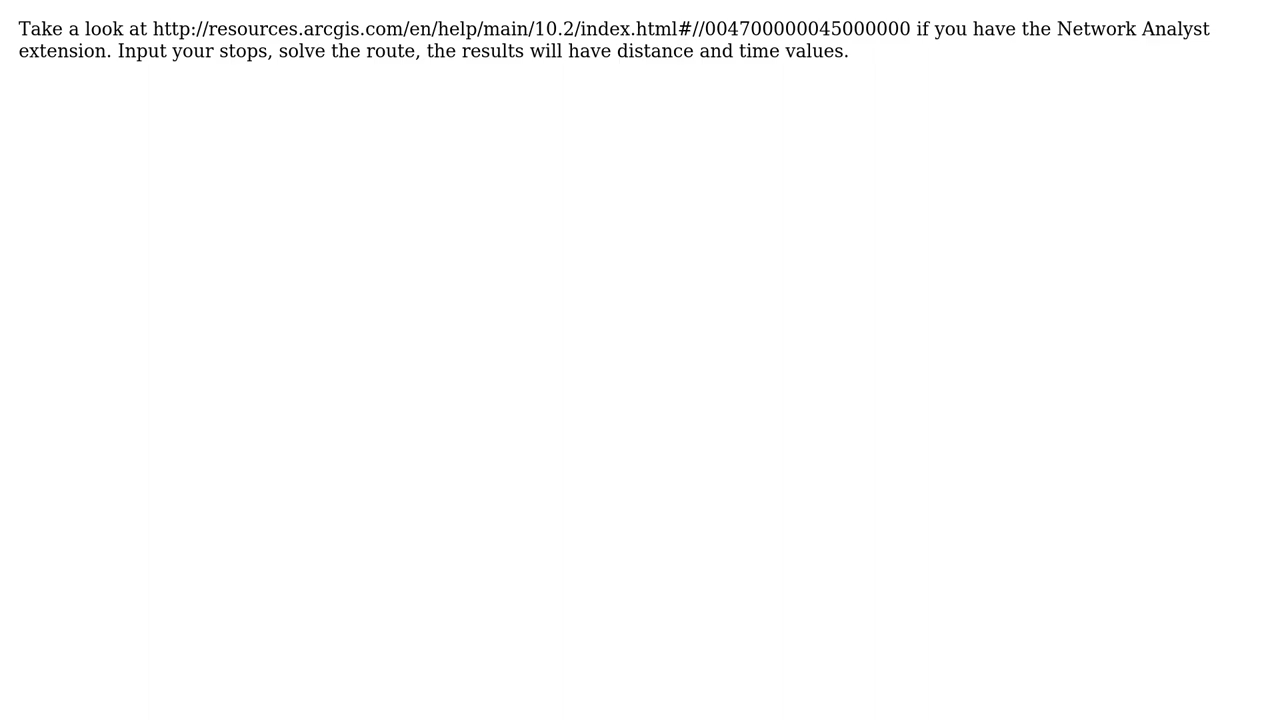 Take a look at http://resources.arcgis.com/en/help/main/10.2/index.html#//004700000045000000 if you have the Network Analyst
extension. Input your stops, solve the route, the results will have distance and time values.